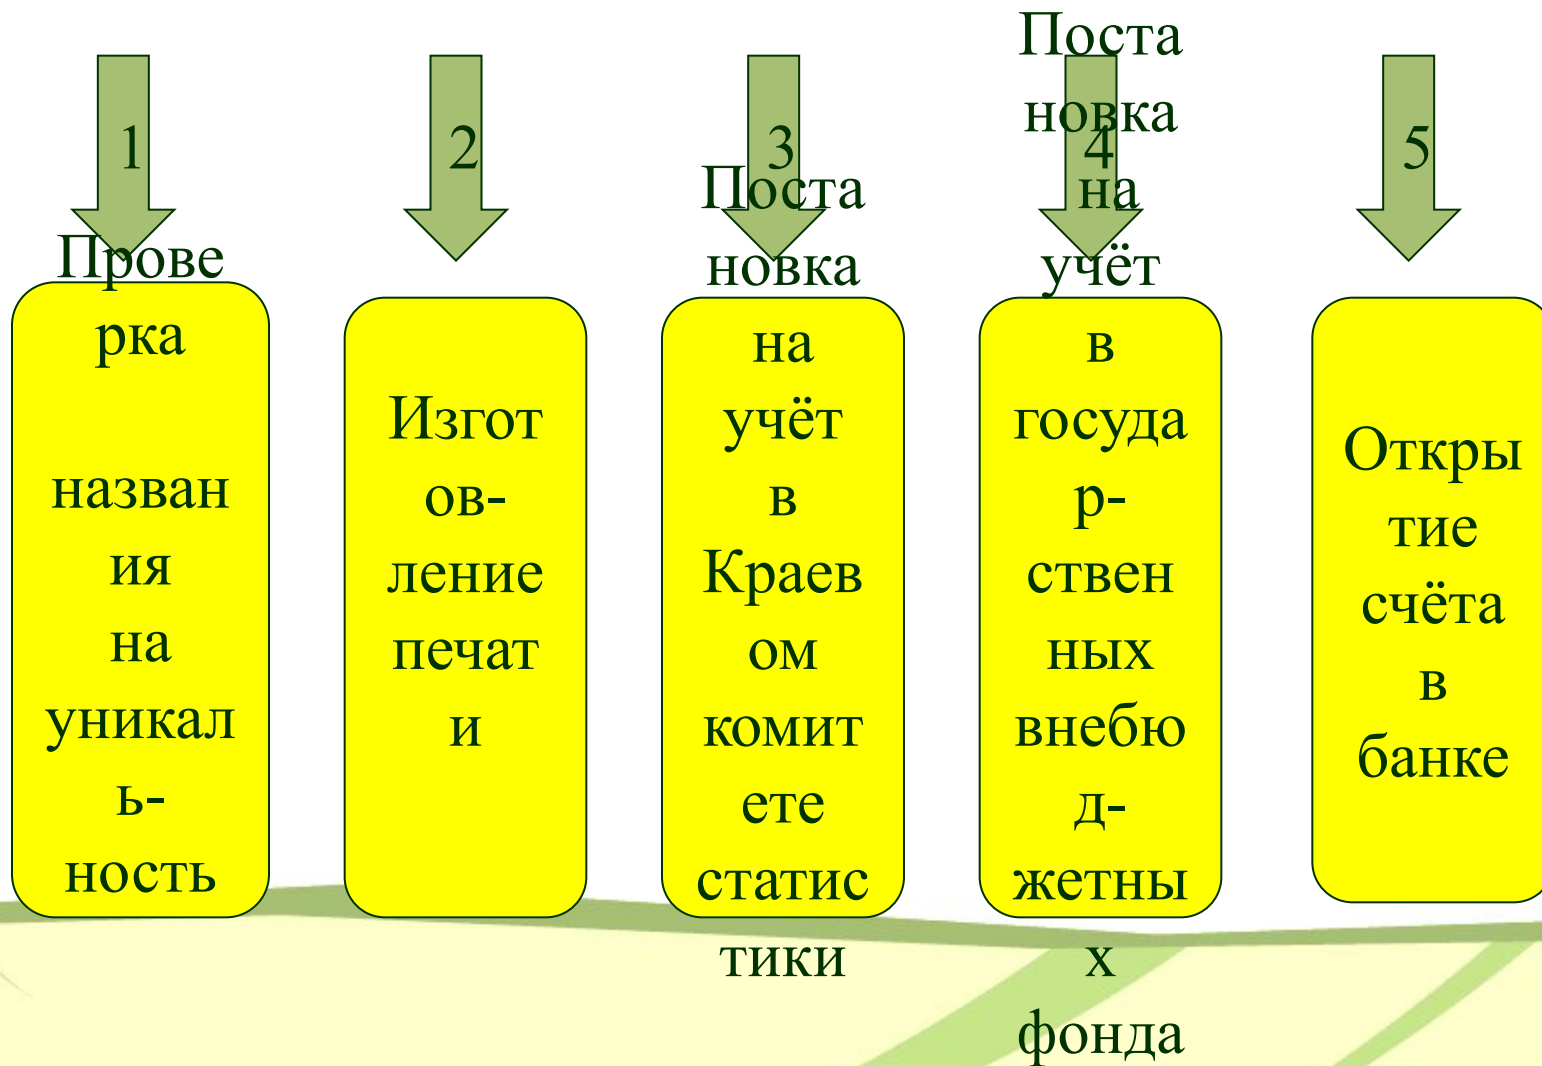 1
Прове
рка
назван
ия
на
уникал
ь-
ность
2
Изгот
ов-
ление
печат
и
3
Поста
новка
на
учёт
в
Краев
ом
комит
ете
статис
тики
4
Поста
новка
на
учёт
в
госуда
р-
ствен
ных
внебю
д-
жетны
х
фонда
5
Откры
тие
счёта
в
банке